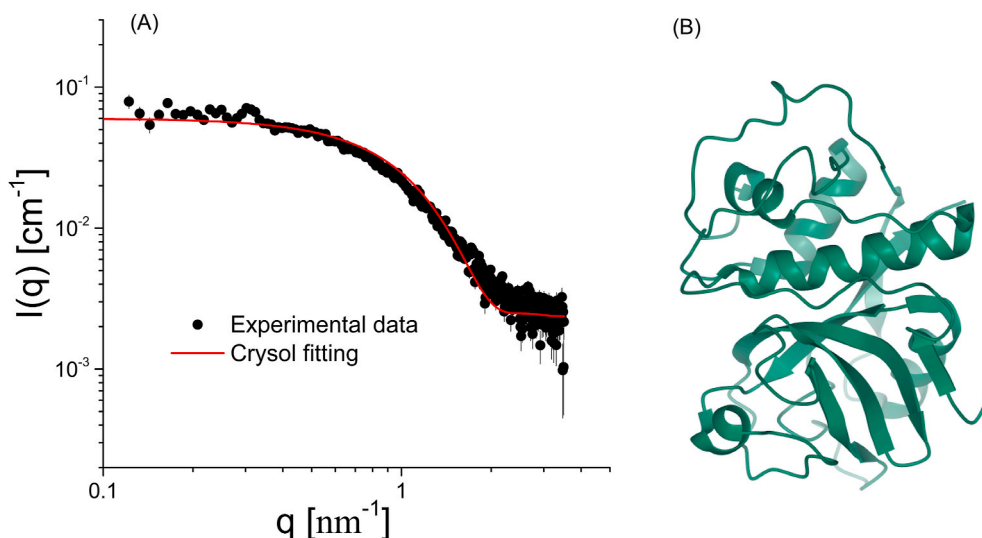 (A)
(B)
10⁻¹
10⁻²
10⁻³
I(q) [cm⁻¹]
Experimental data
Crysol fitting
0.1
1
q [nm⁻¹]